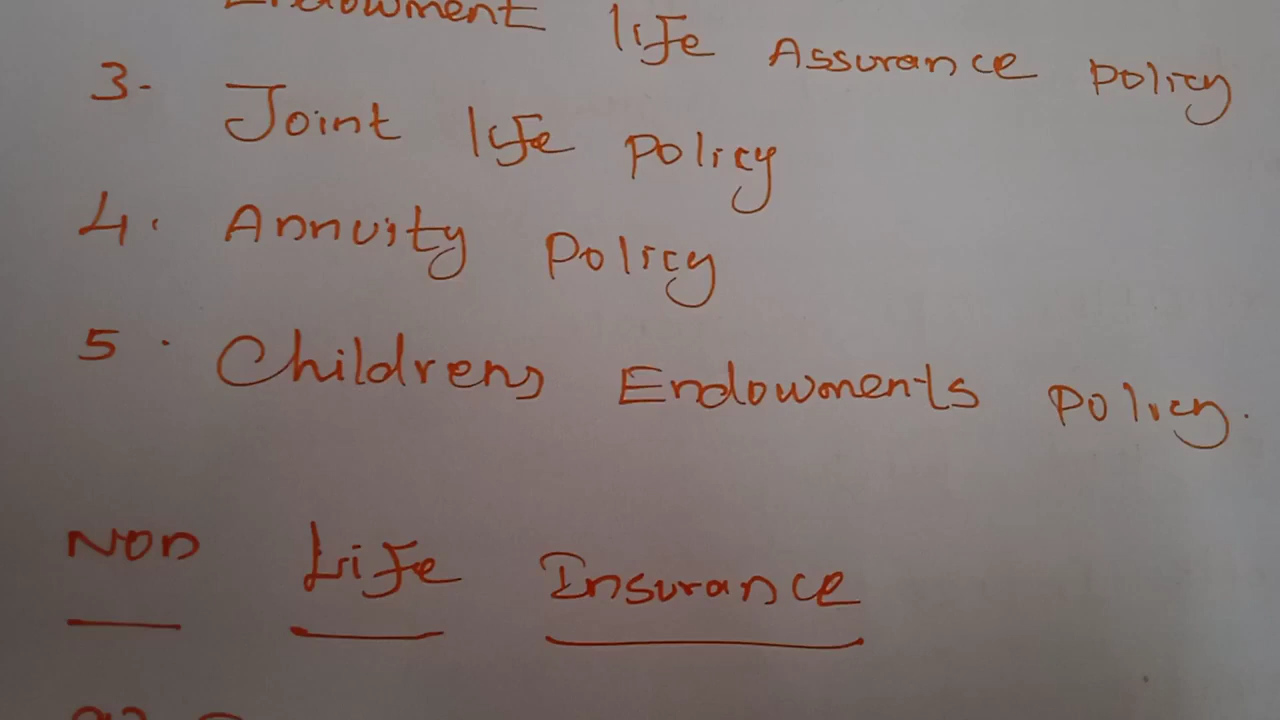 Endowment life Assurance policy
3. Joint life policy
4. Annuity policy
5. Childrens Endowments policy.
Non Life Insurance